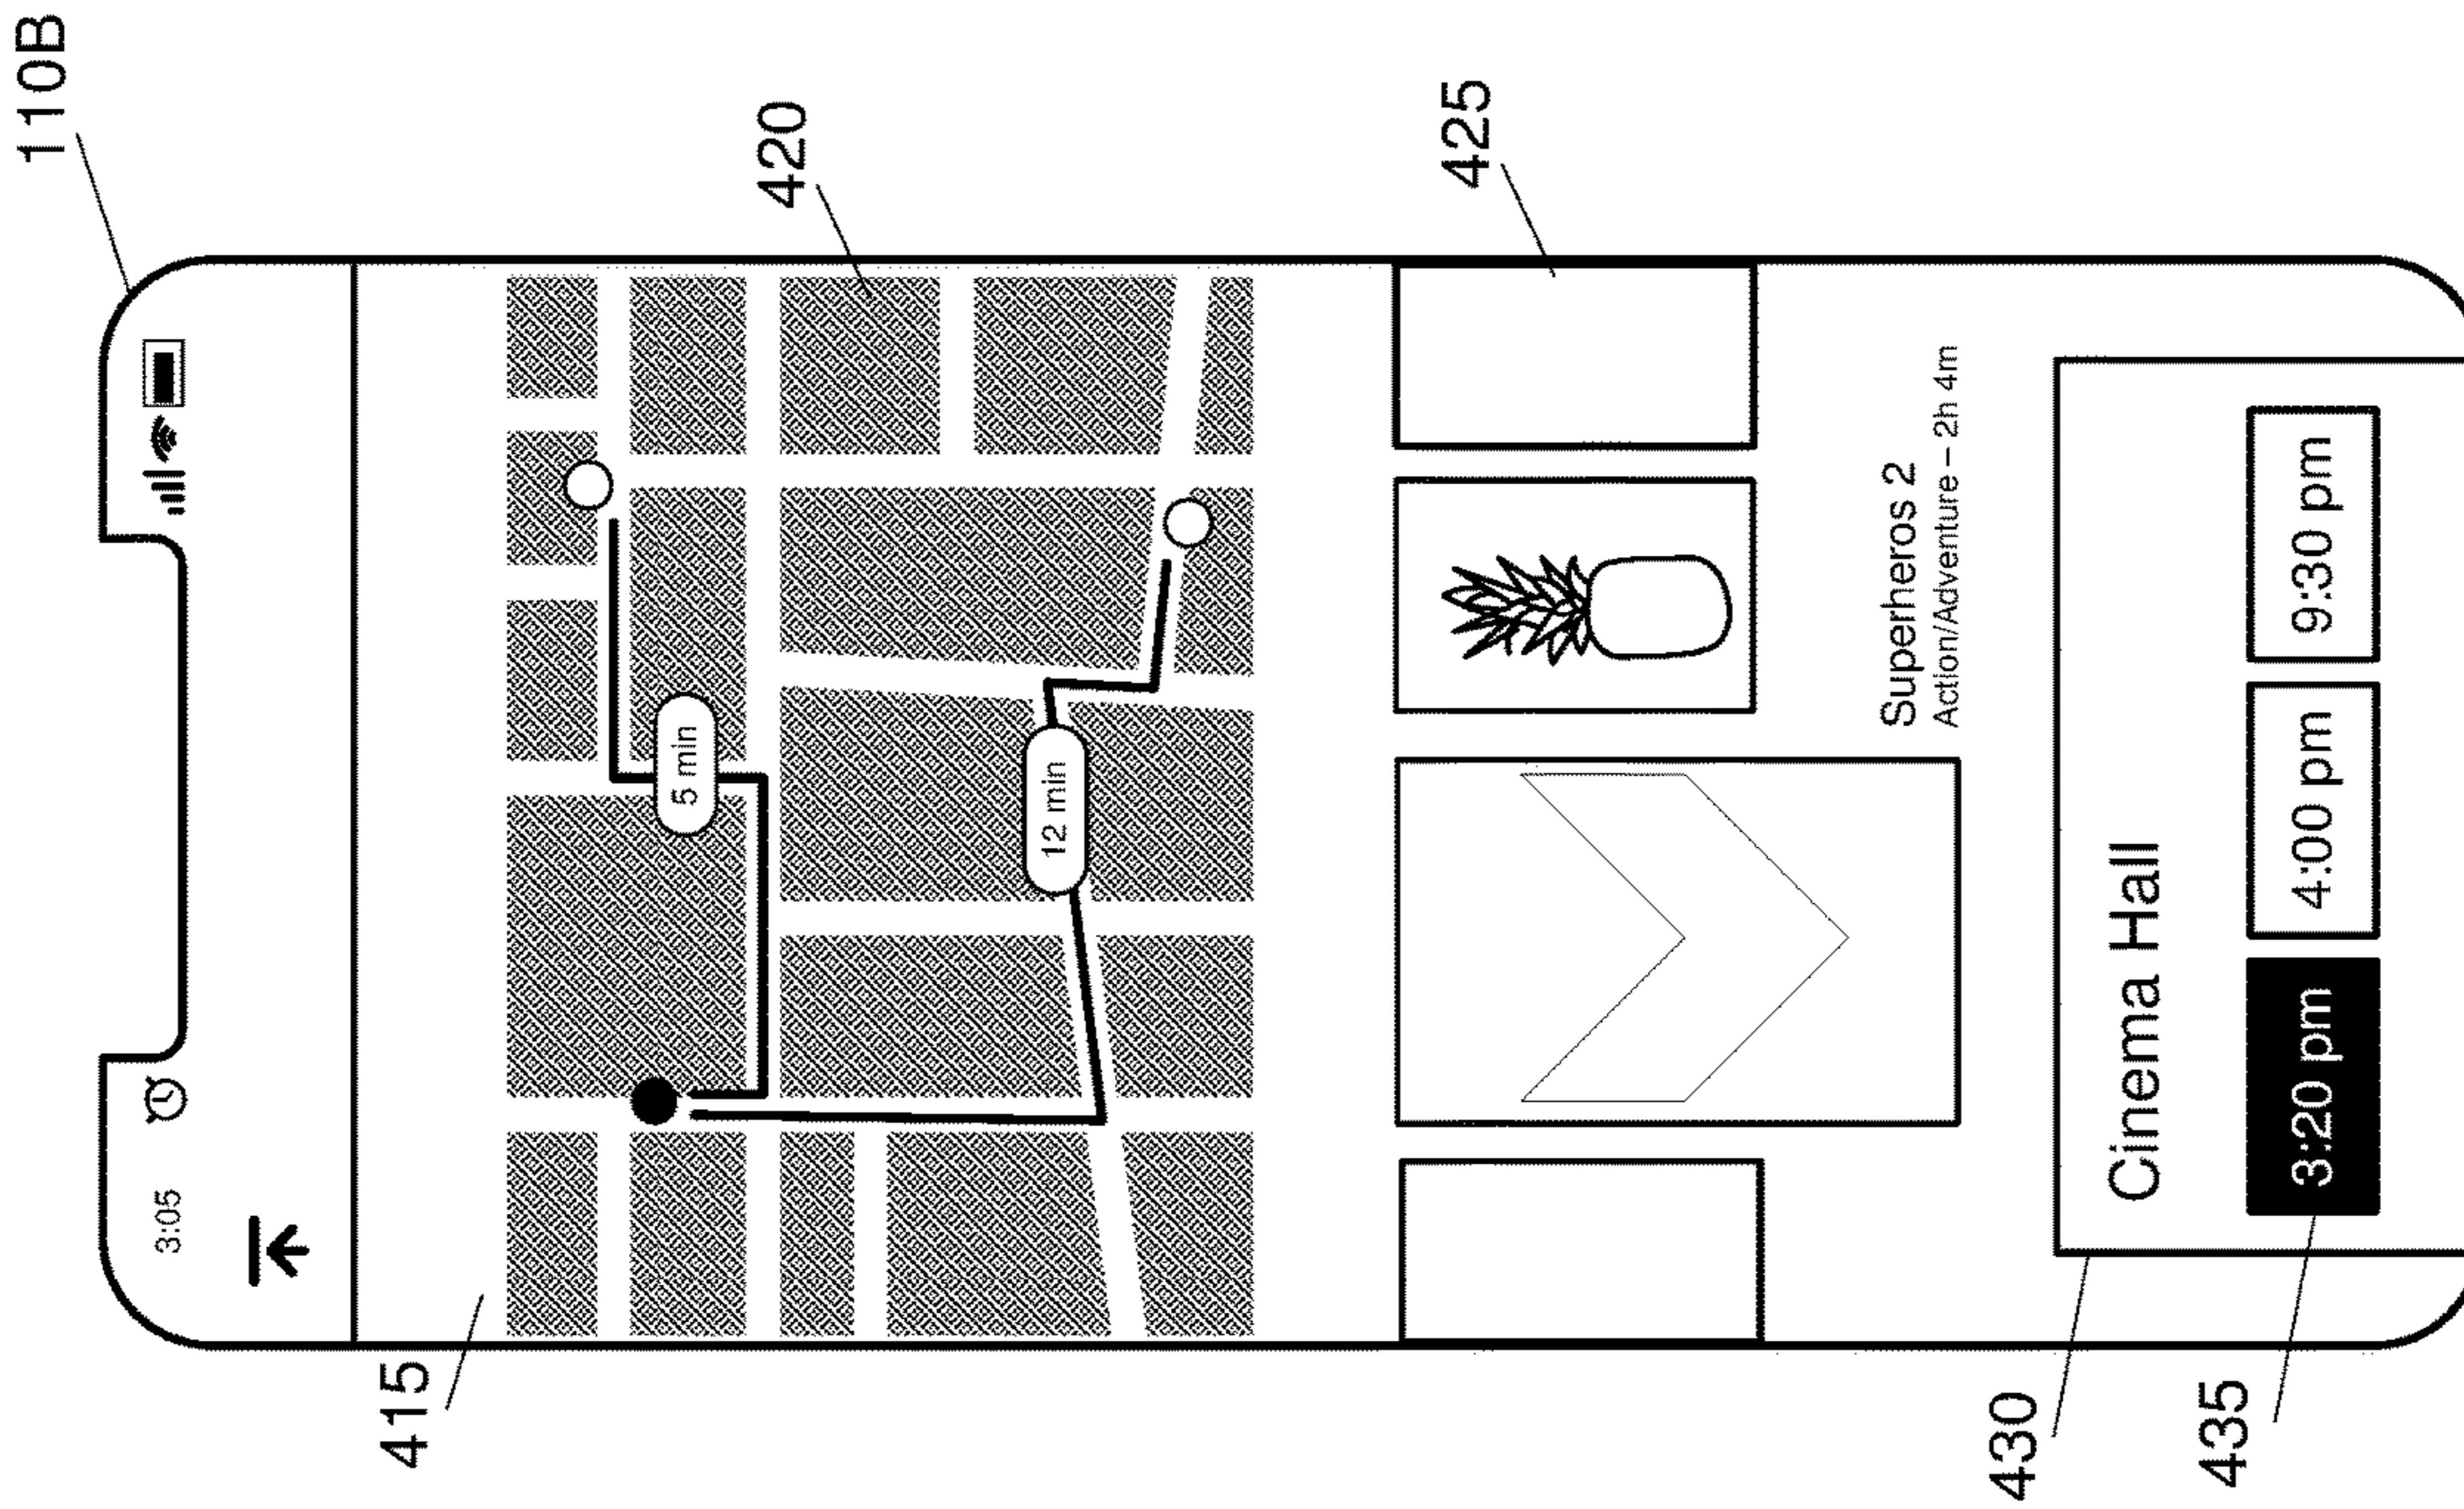 110B
3:05
415
420
5 min
12 min
425
Superheros 2
Action/Adventure – 2h 4m
430
Cinema Hall
435
3:20 pm
4:00 pm
9:30 pm